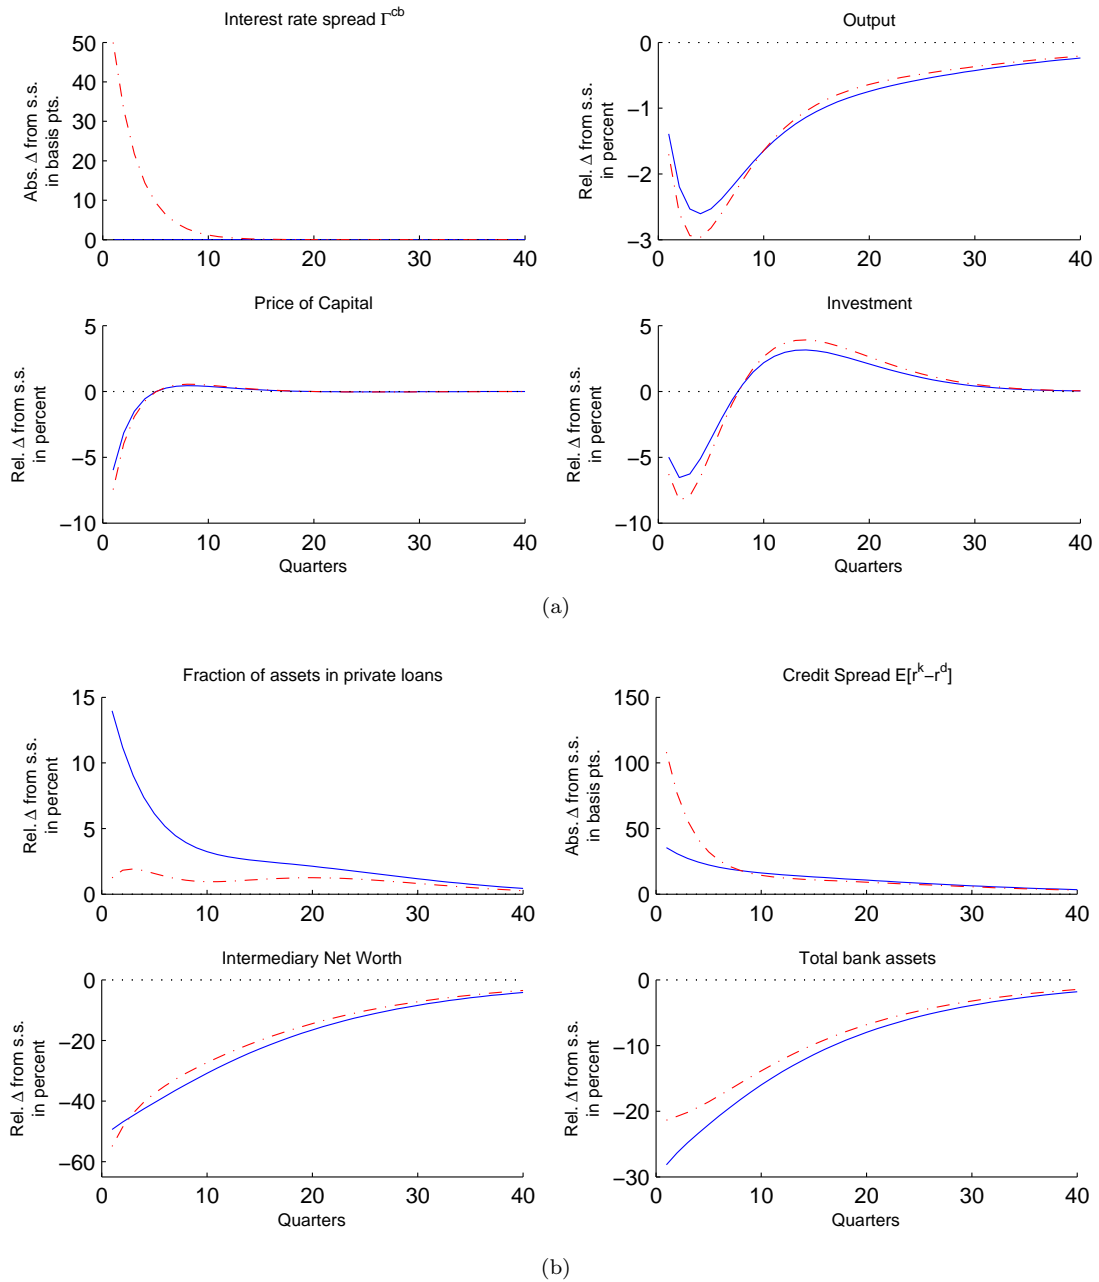 Interest rate spread Γ^cb
Abs. Δ from s.s.
in basis pts.
50
40
30
20
10
0
0 10 20 30 40
Output
Rel. Δ from s.s.
in percent
0
−1
−2
−3
0 10 20 30 40
Price of Capital
Rel. Δ from s.s.
in percent
5
0
−5
−10
0 10 20 30 40
Quarters
Investment
Rel. Δ from s.s.
in percent
5
0
−5
−10
0 10 20 30 40
Quarters
(a)
Fraction of assets in private loans
Rel. Δ from s.s.
in percent
15
10
5
0
0 10 20 30 40
Credit Spread E[r^k−r^d]
Abs. Δ from s.s.
in basis pts.
150
100
50
0
0 10 20 30 40
Intermediary Net Worth
Rel. Δ from s.s.
in percent
0
−20
−40
−60
0 10 20 30 40
Quarters
Total bank assets
Rel. Δ from s.s.
in percent
0
−10
−20
−30
0 10 20 30 40
Quarters
(b)